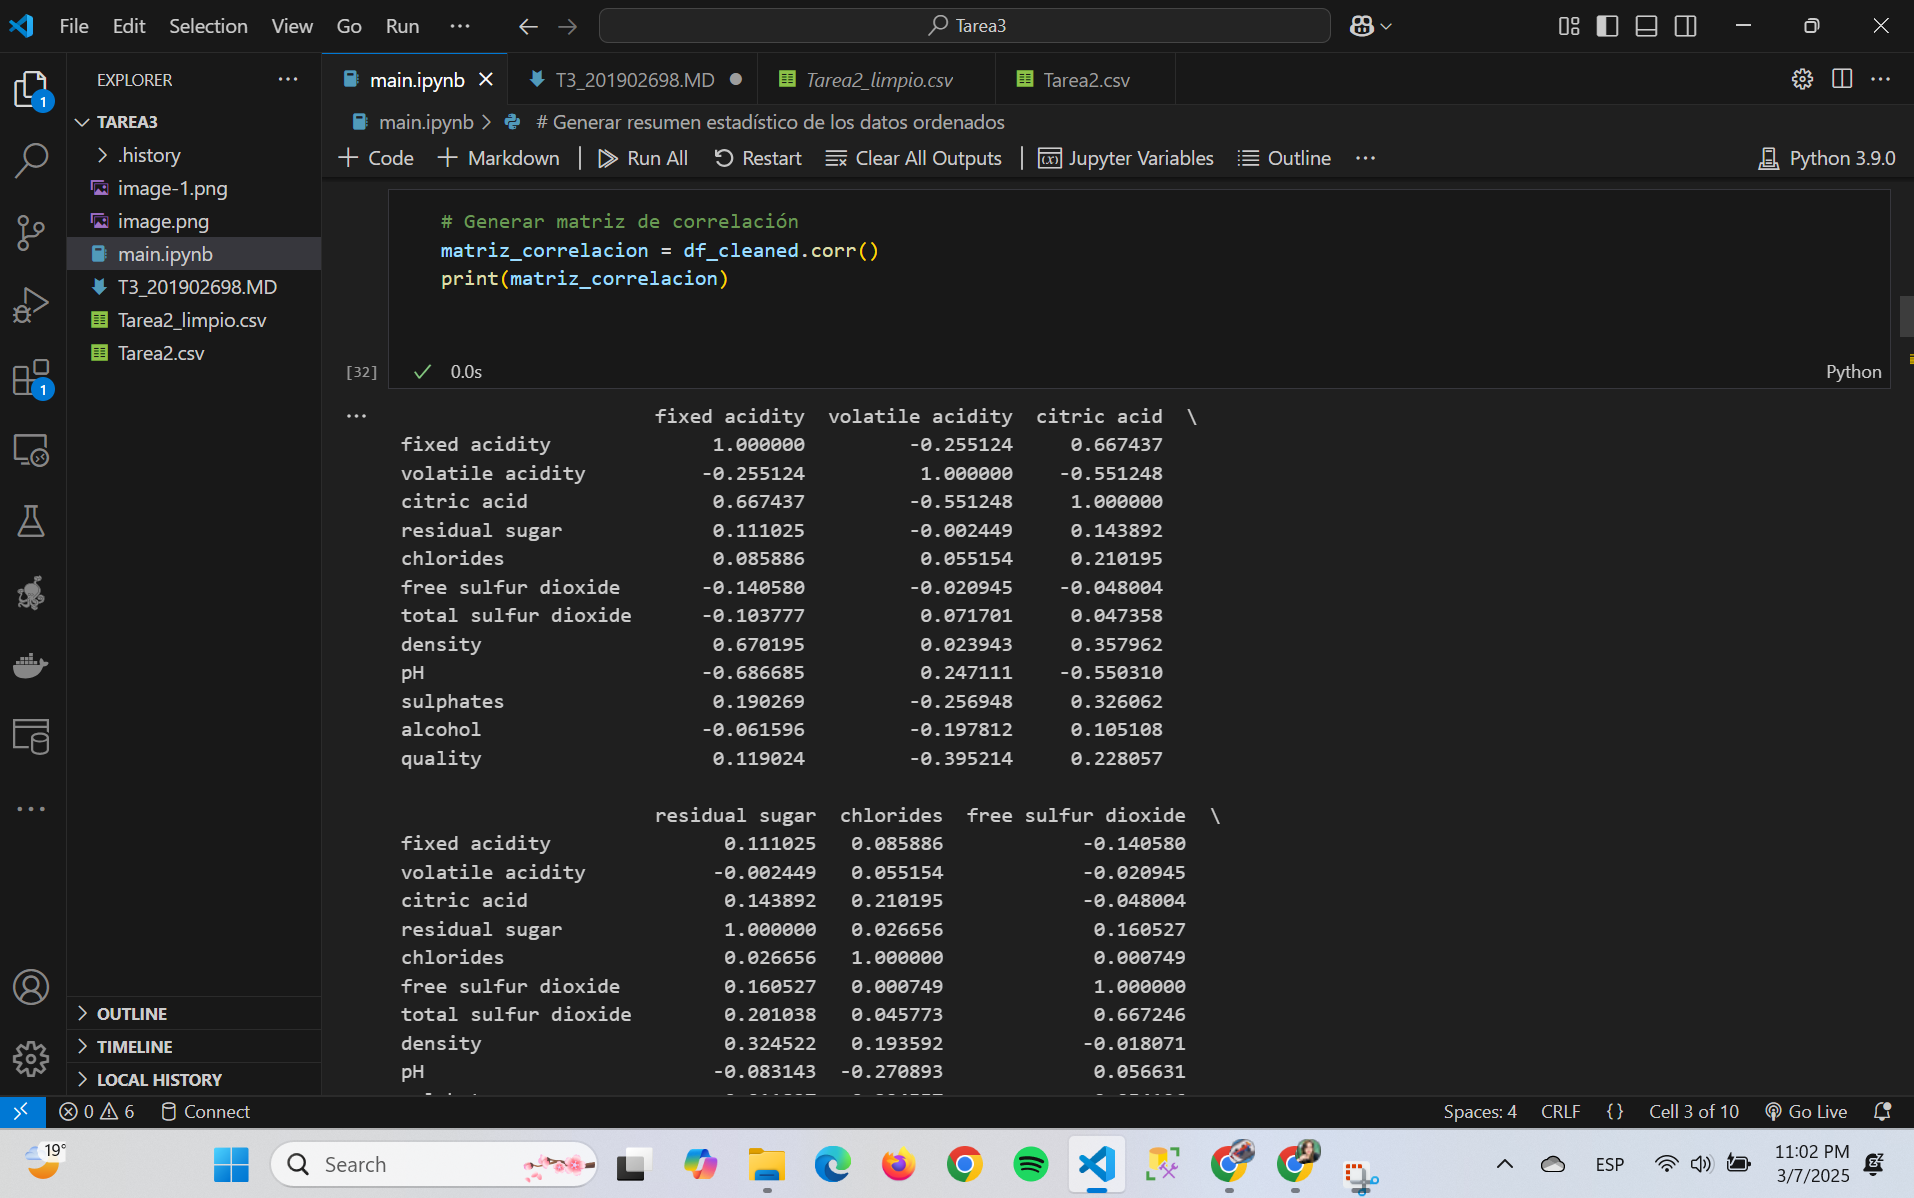 File Edit Selection View Go Run ··· Tarea3
EXPLORER ···
main.ipynb T3_201902698.MD Tarea2_limpio.csv Tarea2.csv ···
TAREA3
.history
image-1.png
image.png
main.ipynb
T3_201902698.MD
Tarea2_limpio.csv
Tarea2.csv
1
1
main.ipynb > # Generar resumen estadístico de los datos ordenados
+ Code + Markdown | Run All Restart Clear All Outputs | Jupyter Variables Outline ··· Python 3.9.0
# Generar matriz de correlación
matriz_correlacion = df_cleaned.corr()
print(matriz_correlacion)
[32] 0.0s Python
··· fixed acidity volatile acidity citric acid \
fixed acidity 1.000000 -0.255124 0.667437
volatile acidity -0.255124 1.000000 -0.551248
citric acid 0.667437 -0.551248 1.000000
residual sugar 0.111025 -0.002449 0.143892
chlorides 0.085886 0.055154 0.210195
free sulfur dioxide -0.140580 -0.020945 -0.048004
total sulfur dioxide -0.103777 0.071701 0.047358
density 0.670195 0.023943 0.357962
pH -0.686685 0.247111 -0.550310
sulphates 0.190269 -0.256948 0.326062
alcohol -0.061596 -0.197812 0.105108
quality 0.119024 -0.395214 0.228057
residual sugar chlorides free sulfur dioxide \
fixed acidity 0.111025 0.085886 -0.140580
volatile acidity -0.002449 0.055154 -0.020945
citric acid 0.143892 0.210195 -0.048004
residual sugar 1.000000 0.026656 0.160527
chlorides 0.026656 1.000000 0.000749
free sulfur dioxide 0.160527 0.000749 1.000000
total sulfur dioxide 0.201038 0.045773 0.667246
density 0.324522 0.193592 -0.018071
pH -0.083143 -0.270893 0.056631
OUTLINE
TIMELINE
LOCAL HISTORY
0 6 Connect Spaces: 4 CRLF {} Cell 3 of 10 Go Live
19°
Search
ESP
11:02 PM
3/7/2025